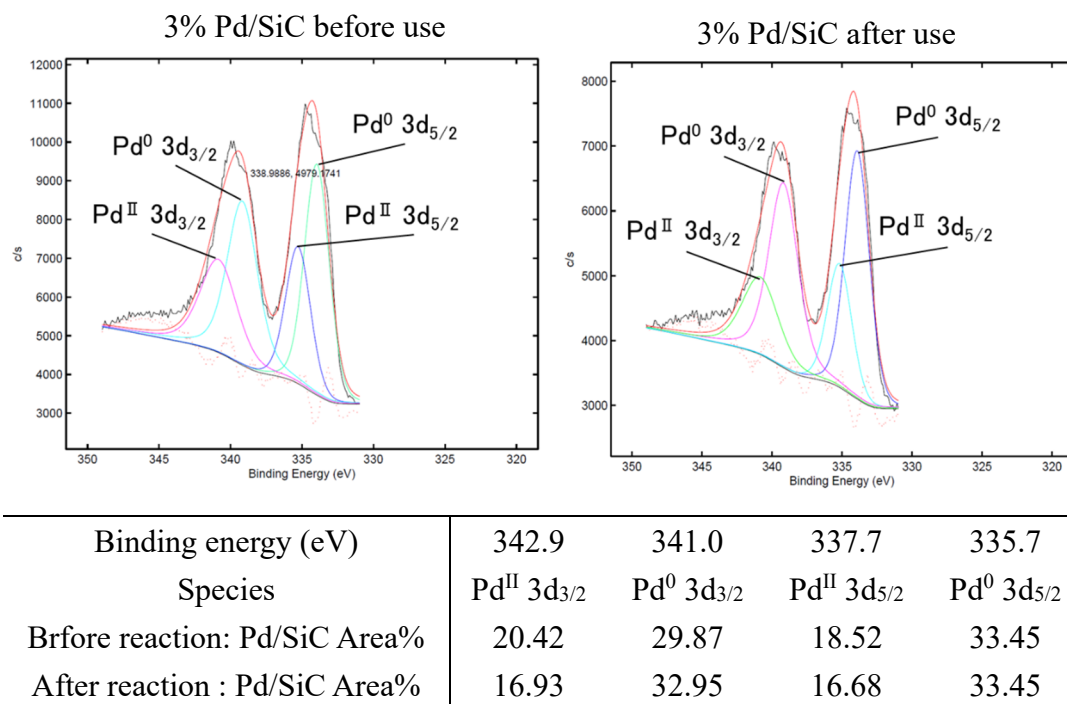 3% Pd/SiC before use
12000
11000
10000
9000
8000
7000
6000
5000
4000
3000
c/s
Pd⁰ 3d₃/₂
Pd⁰ 3d₅/₂
338.9886, 4979.1741
Pdᴵᴵ 3d₃/₂
Pdᴵᴵ 3d₅/₂
350 345 340 335 330 325 320
Binding Energy (eV)
3% Pd/SiC after use
8000
7000
6000
5000
4000
3000
c/s
Pd⁰ 3d₅/₂
Pd⁰ 3d₃/₂
Pdᴵᴵ 3d₃/₂
Pdᴵᴵ 3d₅/₂
350 345 340 335 330 325 320
Binding Energy (eV)
Binding energy (eV) 342.9 341.0 337.7 335.7
Species Pdᴵᴵ 3d₃/₂ Pd⁰ 3d₃/₂ Pdᴵᴵ 3d₅/₂ Pd⁰ 3d₅/₂
Brfore reaction: Pd/SiC Area% 20.42 29.87 18.52 33.45
After reaction : Pd/SiC Area% 16.93 32.95 16.68 33.45